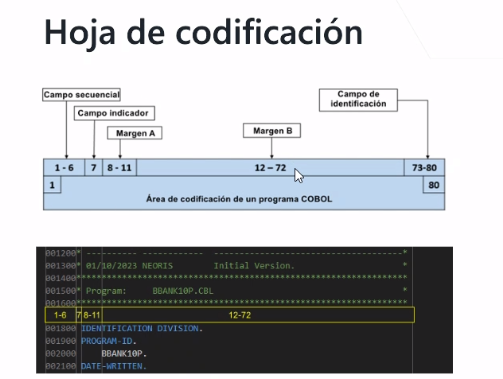 Hoja de codificación
Campo secuencial
Campo indicador
Margen A
Margen B
Campo de
identificación
1 - 6 7 8 - 11 12 – 72 73-80
1 80
Área de codificación de un programa COBOL
001200* ---------- ------------ --------------------------------*
001300* 01/10/2023 NEORIS Initial Version. *
001400******************************************************************
001500* Program: BBANK10P.CBL *
001600******************************************************************
1-6 7 8-11 12-72
001800 IDENTIFICATION DIVISION.
001900 PROGRAM-ID.
002000 BBANK10P.
002100 DATE-WRITTEN.